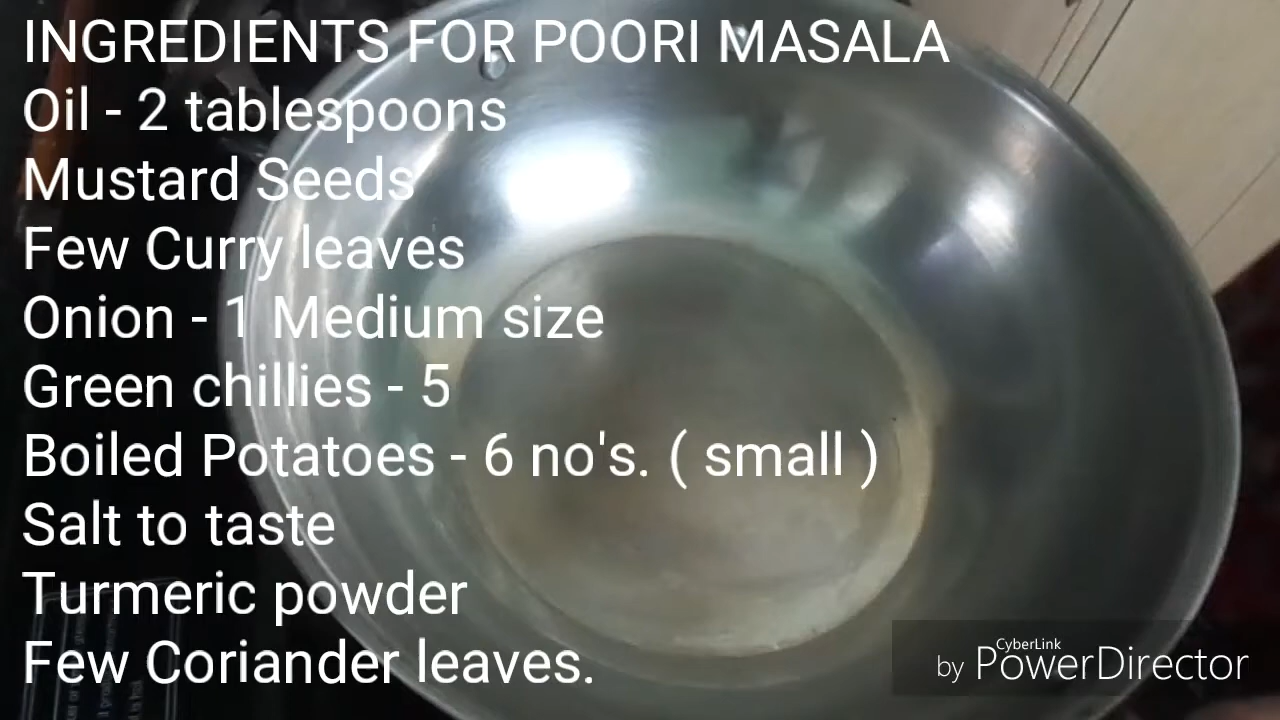 INGREDIENTS FOR POORI MASALA
Oil - 2 tablespoons
Mustard Seeds
Few Curry leaves
Onion - 1 Medium size
Green chillies - 5
Boiled Potatoes - 6 no's. ( small )
Salt to taste
Turmeric powder
Few Coriander leaves.
CyberLink
by PowerDirector